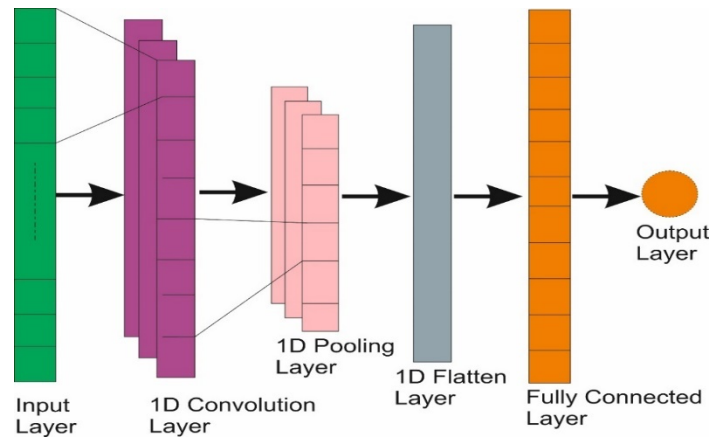 Output
Layer
1D Pooling
Layer
1D Flatten
Layer
Fully Connected
Layer
Input
Layer
1D Convolution
Layer